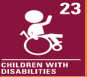 23
CHILDREN WITH
DISABILITIES